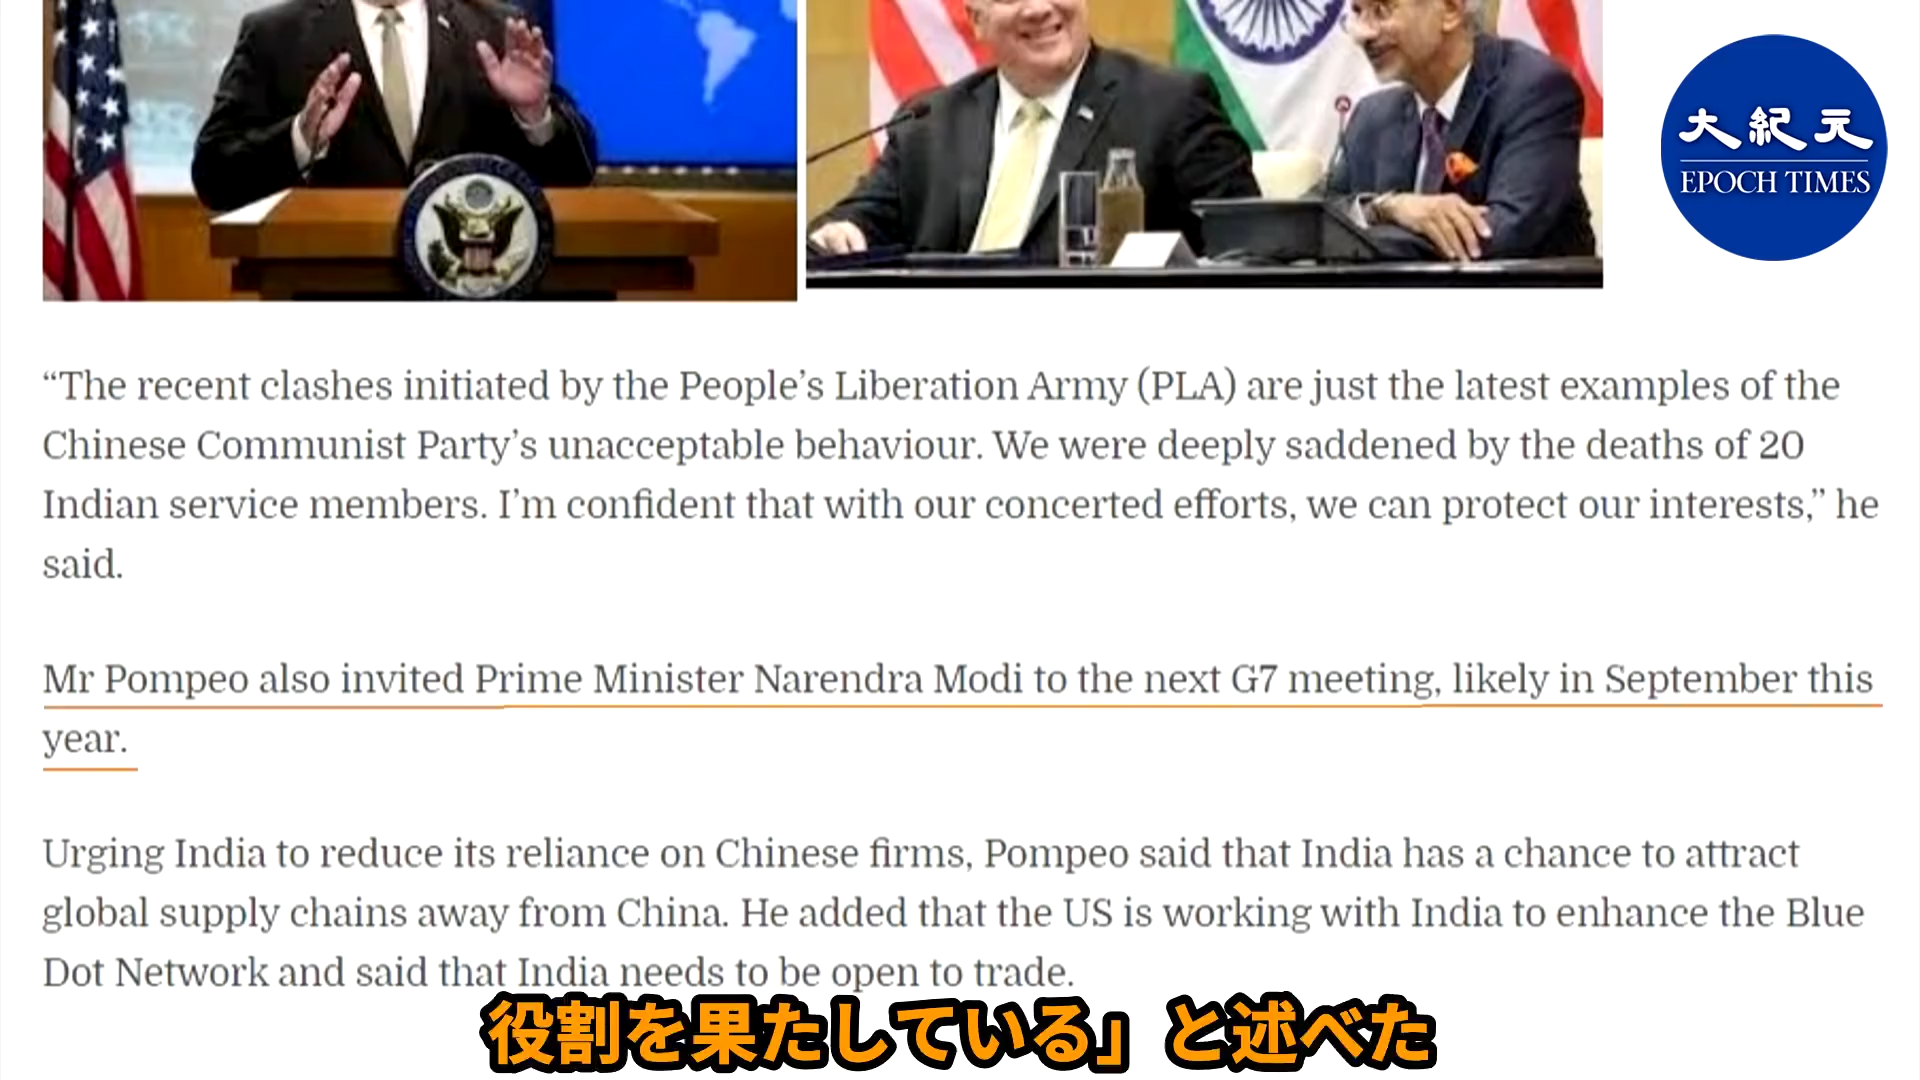 大紀元
EPOCH TIMES
“The recent clashes initiated by the People’s Liberation Army (PLA) are just the latest examples of the
Chinese Communist Party’s unacceptable behaviour. We were deeply saddened by the deaths of 20
Indian service members. I’m confident that with our concerted efforts, we can protect our interests,” he
said.
Mr Pompeo also invited Prime Minister Narendra Modi to the next G7 meeting, likely in September this
year.
Urging India to reduce its reliance on Chinese firms, Pompeo said that India has a chance to attract
global supply chains away from China. He added that the US is working with India to enhance the Blue
Dot Network and said that India needs to be open to trade.
役割を果たしている」と述べた